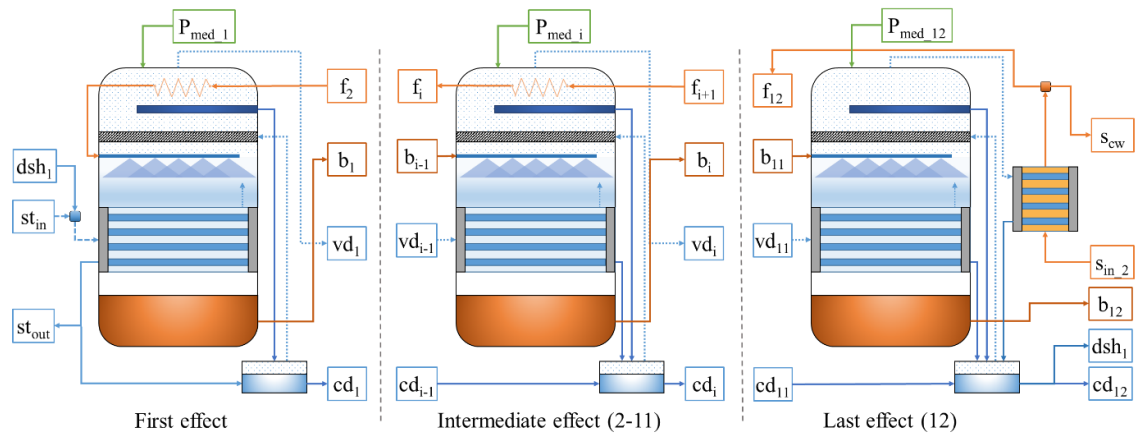 P_med_1
f_2
dsh_1
b_1
st_in
vd_1
st_out
cd_1
First effect
P_med_i
f_i
f_i+1
b_i-1
b_i
vd_i-1
vd_i
cd_i-1
cd_i
Intermediate effect (2-11)
P_med_12
f_12
s_cw
b_11
vd_11
s_in_2
b_12
dsh_1
cd_11
cd_12
Last effect (12)